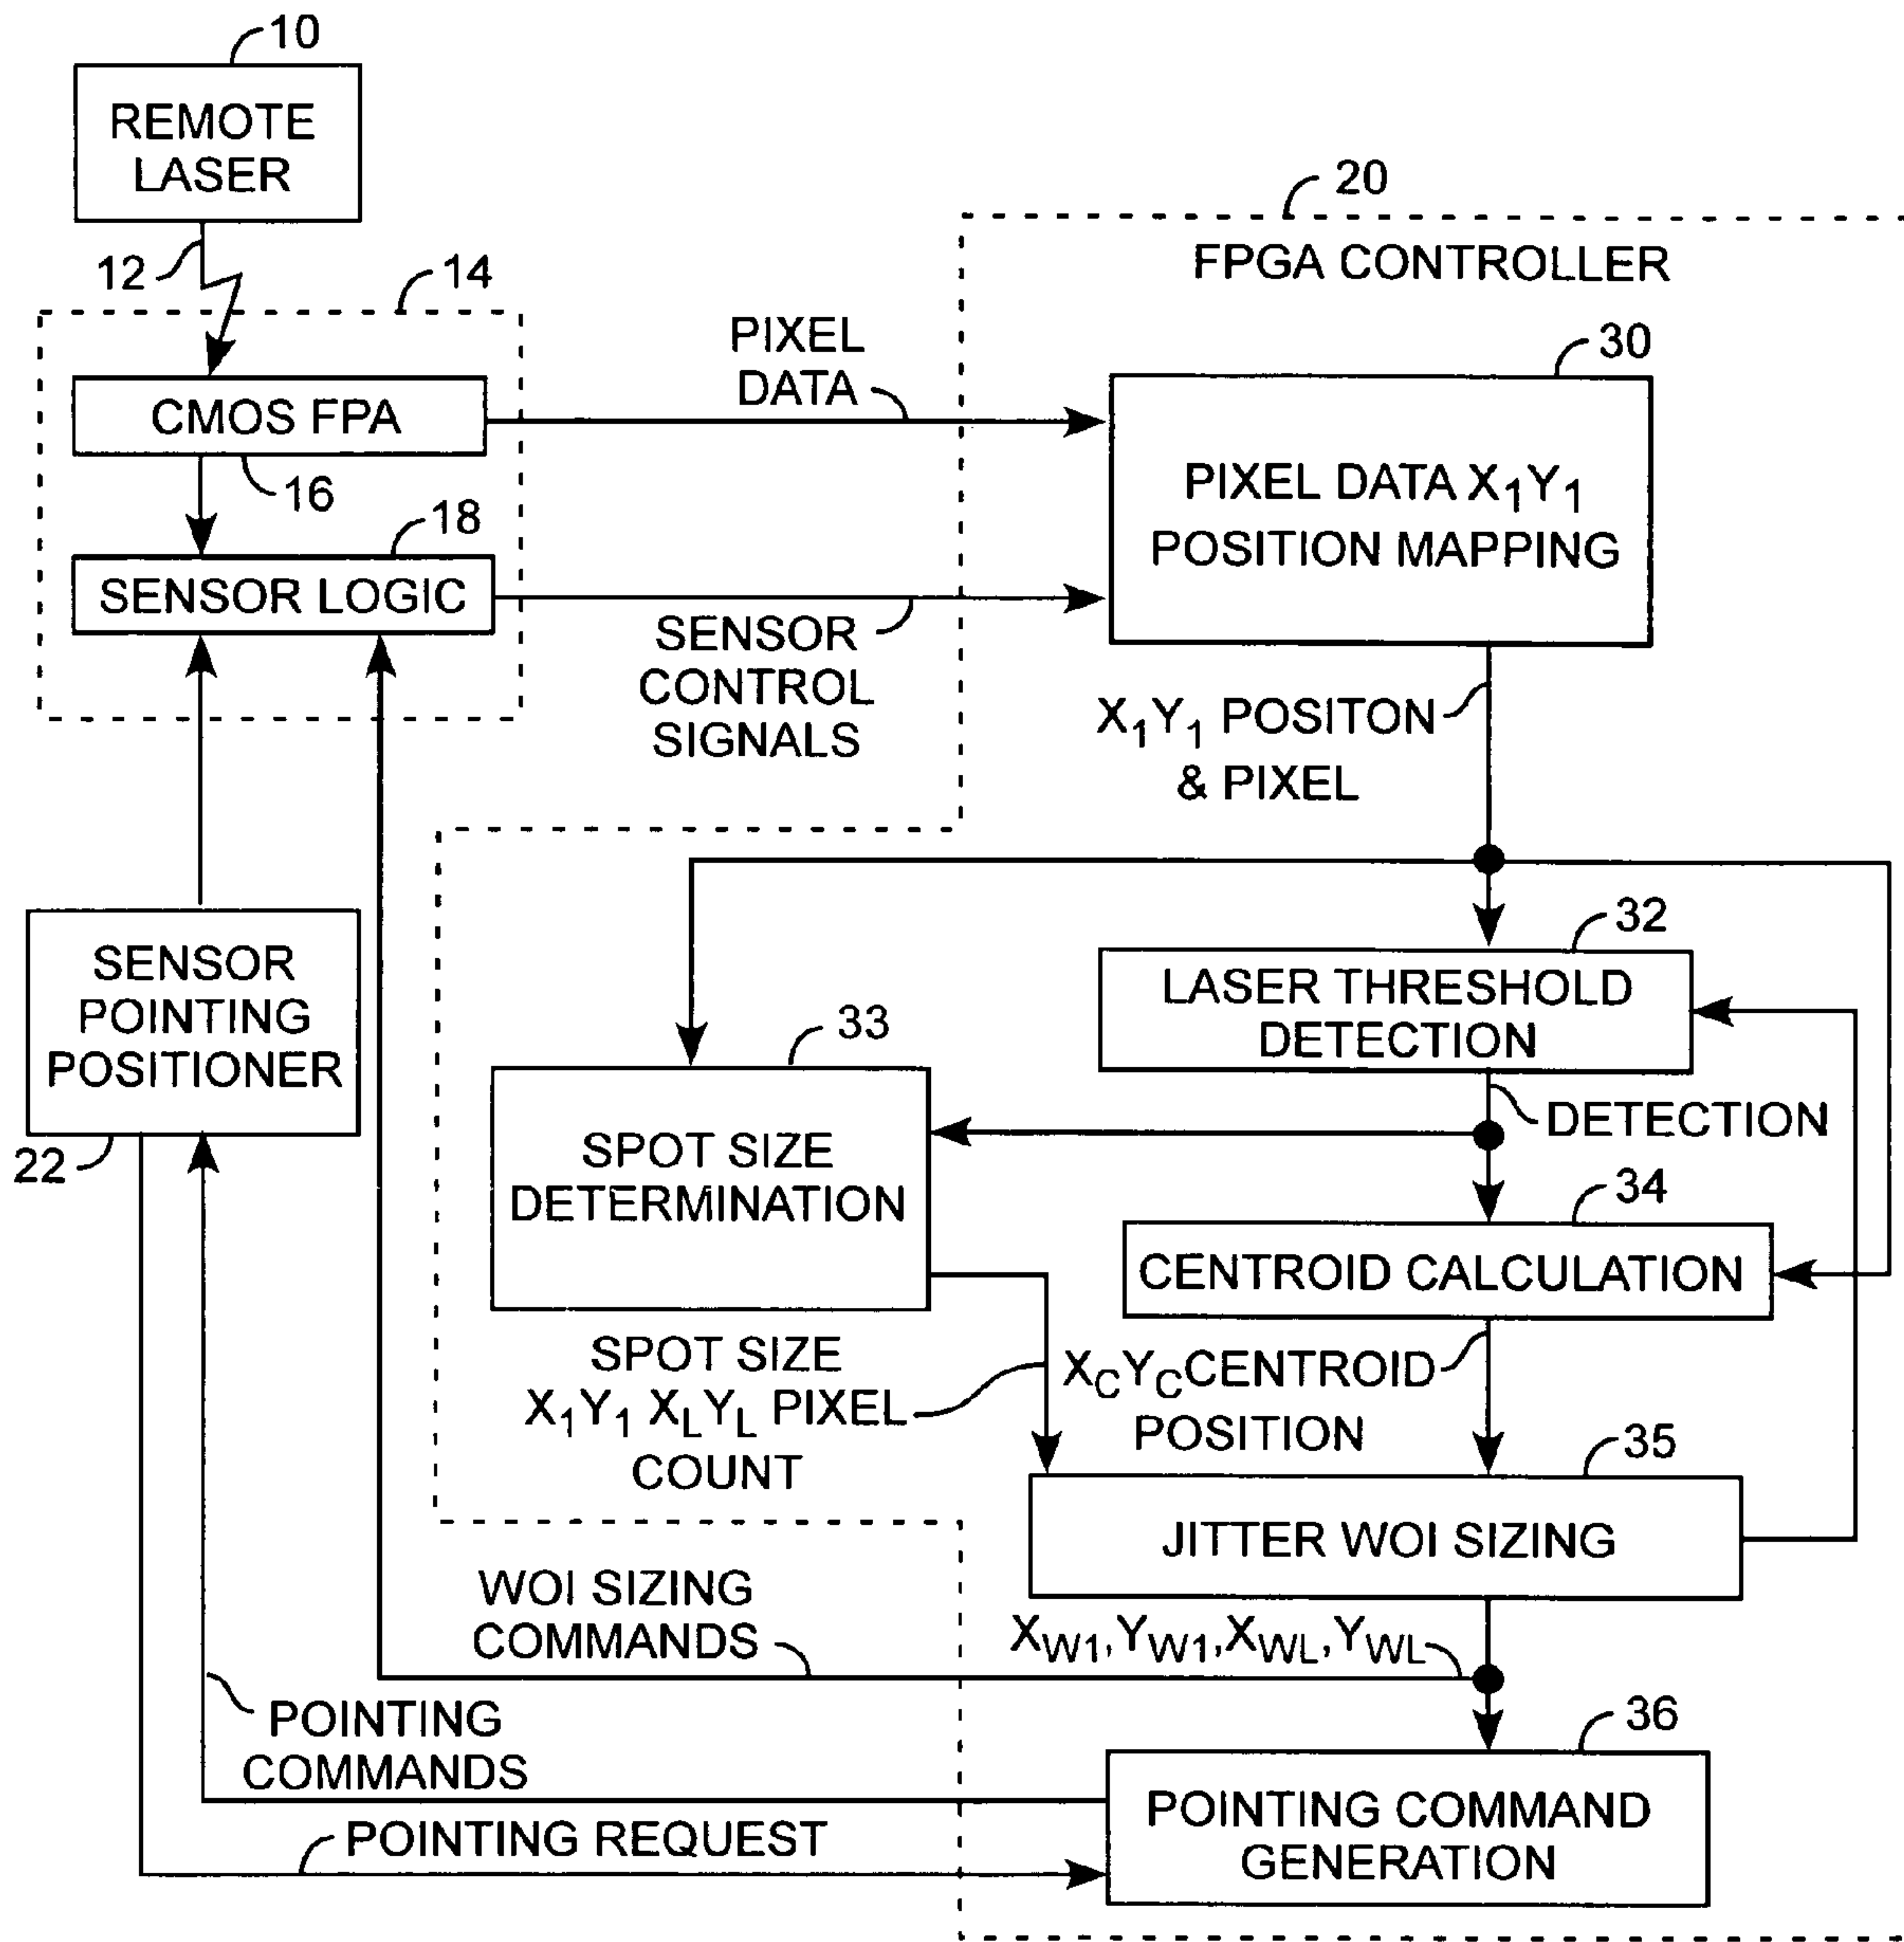 10
REMOTE
LASER
12
14
CMOS FPA
16
18
SENSOR LOGIC
PIXEL
DATA
SENSOR
CONTROL
SIGNALS
20
FPGA CONTROLLER
30
PIXEL DATA X1Y1
POSITION MAPPING
X1Y1 POSITON
& PIXEL
32
LASER THRESHOLD
DETECTION
DETECTION
33
SPOT SIZE
DETERMINATION
34
CENTROID CALCULATION
SENSOR
POINTING
POSITIONER
22
SPOT SIZE
X1Y1 XLYL PIXEL
COUNT
XCYCCENTROID
POSITION
35
JITTER WOI SIZING
WOI SIZING
COMMANDS
XW1,YW1,XWL,YWL
36
POINTING COMMAND
GENERATION
POINTING
COMMANDS
POINTING REQUEST